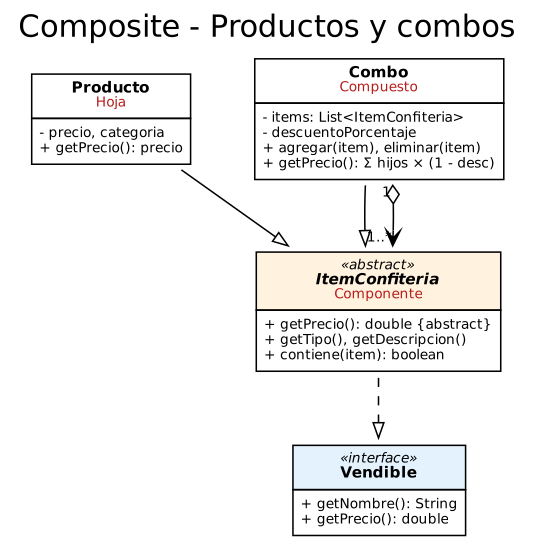 Composite - Productos y combos
Producto
Hoja
- precio, categoria
+ getPrecio(): precio
Combo
Compuesto
- items: List<ItemConfiteria>
- descuentoPorcentaje
+ agregar(item), eliminar(item)
+ getPrecio(): Σ hijos × (1 - desc)
1
«abstract»
ItemConfiteria
Componente
+ getPrecio(): double {abstract}
+ getTipo(), getDescripcion()
+ contiene(item): boolean
«interface»
Vendible
+ getNombre(): String
+ getPrecio(): double